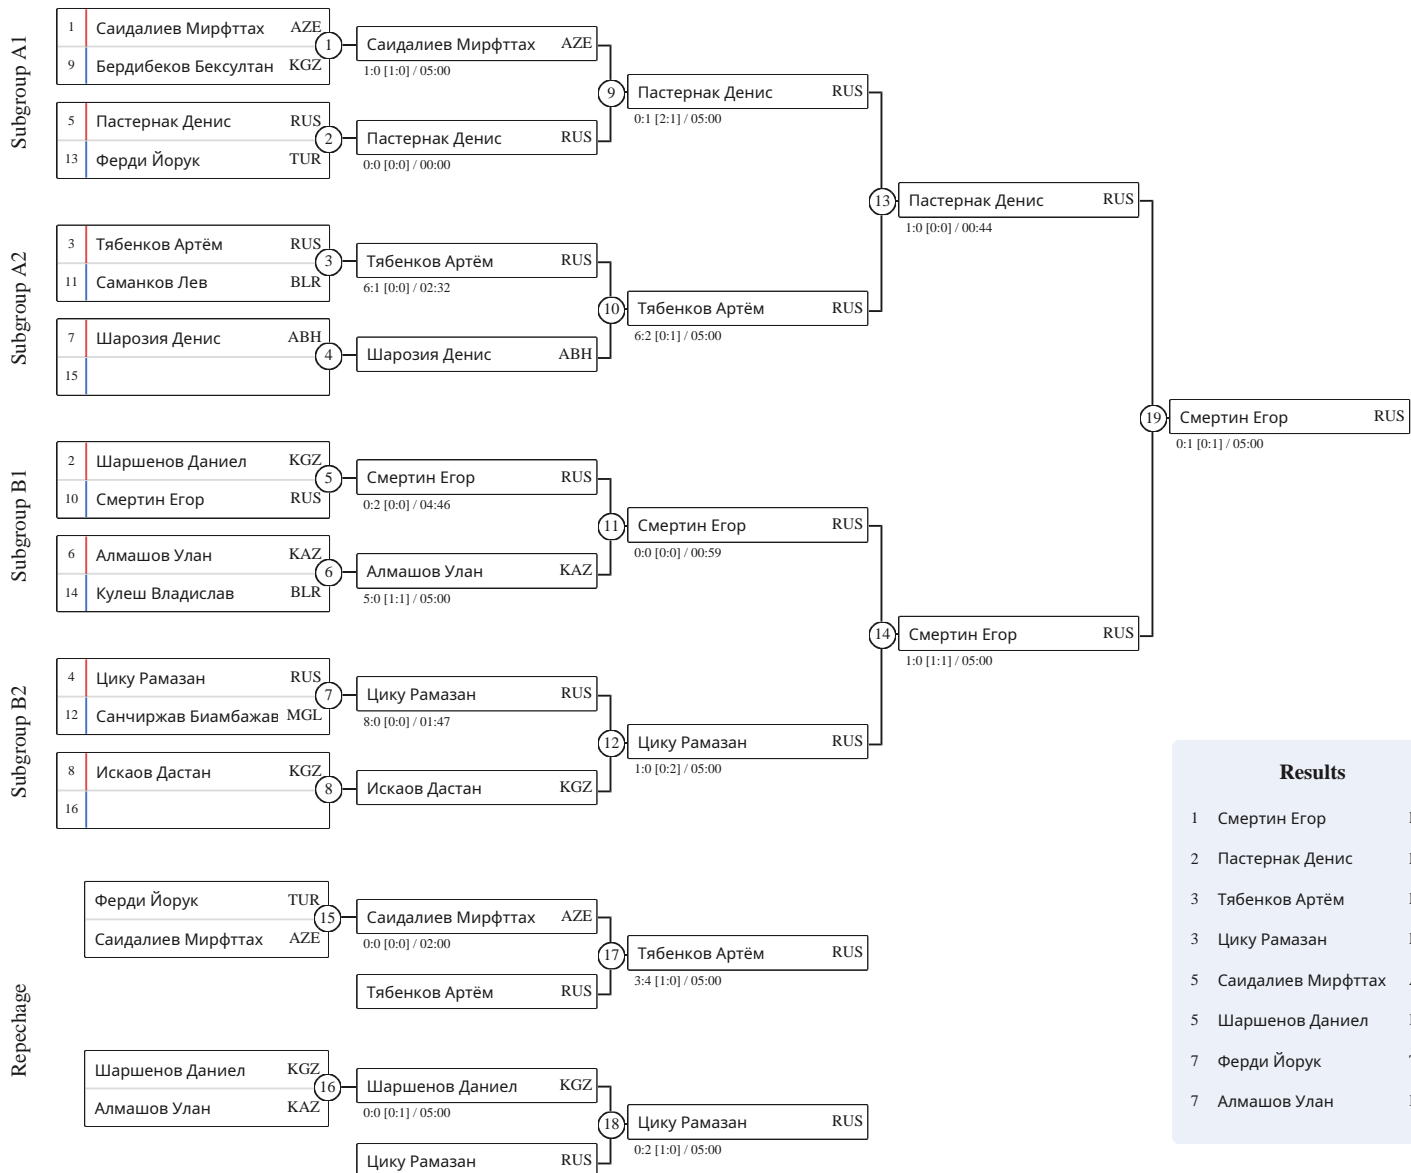 Subgroup A1
1 Саидалиев Мирфттах AZE
9 Бердибеков Бексултан KGZ
1
Саидалиев Мирфттах AZE
1:0 [1:0] / 05:00
5 Пастернак Денис RUS
13 Ферди Йорук TUR
2
Пастернак Денис RUS
0:0 [0:0] / 00:00
9
Пастернак Денис RUS
0:1 [2:1] / 05:00
Subgroup A2
3 Тябенков Артём RUS
11 Саманков Лев BLR
3
Тябенков Артём RUS
6:1 [0:0] / 02:32
7 Шарозия Денис ABH
15
4
Шарозия Денис ABH
10
Тябенков Артём RUS
6:2 [0:1] / 05:00
13
Пастернак Денис RUS
1:0 [0:0] / 00:44
Subgroup B1
2 Шаршенов Даниел KGZ
10 Смертин Егор RUS
5
Смертин Егор RUS
0:2 [0:0] / 04:46
6 Алмашов Улан KAZ
14 Кулеш Владислав BLR
6
Алмашов Улан KAZ
5:0 [1:1] / 05:00
11
Смертин Егор RUS
0:0 [0:0] / 00:59
Subgroup B2
4 Цику Рамазан RUS
12 Санчиржав Биамбажав MGL
7
Цику Рамазан RUS
8:0 [0:0] / 01:47
8 Искаов Дастан KGZ
16
8
Искаов Дастан KGZ
12
Цику Рамазан RUS
1:0 [0:2] / 05:00
14
Смертин Егор RUS
1:0 [1:1] / 05:00
19
Смертин Егор RUS
0:1 [0:1] / 05:00
Repechage
Ферди Йорук TUR
Саидалиев Мирфттах AZE
15
Саидалиев Мирфттах AZE
0:0 [0:0] / 02:00
Тябенков Артём RUS
17
Тябенков Артём RUS
3:4 [1:0] / 05:00
Шаршенов Даниел KGZ
Алмашов Улан KAZ
16
Шаршенов Даниел KGZ
0:0 [0:1] / 05:00
Цику Рамазан RUS
18
Цику Рамазан RUS
0:2 [1:0] / 05:00
Results
1 Смертин Егор
2 Пастернак Денис
3 Тябенков Артём
3 Цику Рамазан
5 Саидалиев Мирфттах
5 Шаршенов Даниел
7 Ферди Йорук
7 Алмашов Улан